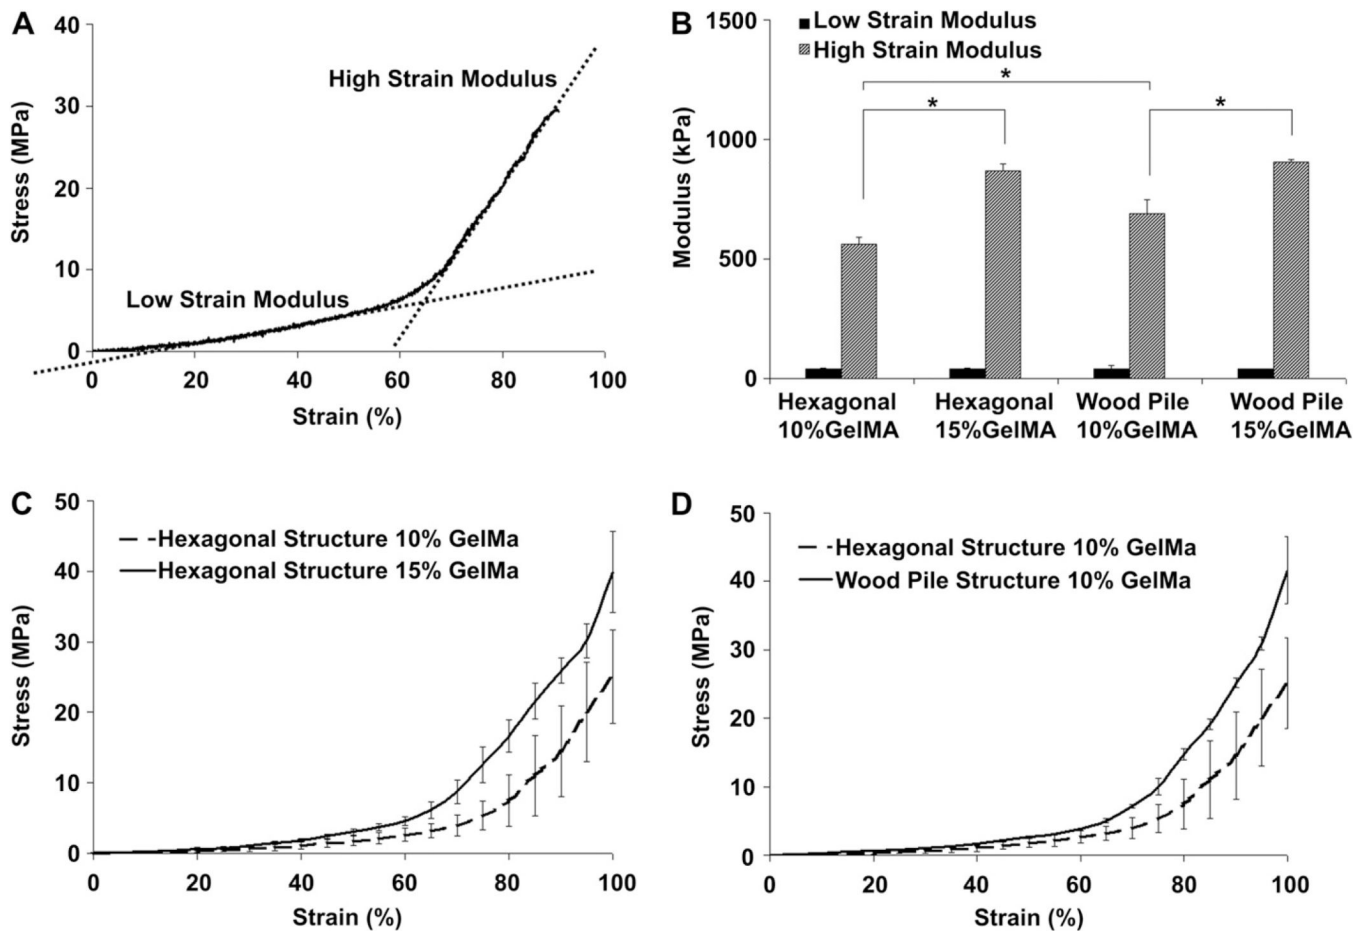 A
Stress (MPa)
40
30
20
10
0
High Strain Modulus
Low Strain Modulus
0 20 40 60 80 100
Strain (%)
B
Modulus (kPa)
1500
1000
500
0
Low Strain Modulus
High Strain Modulus
*
* *
Hexagonal Hexagonal Wood Pile Wood Pile
10%GelMA 15%GelMA 10%GelMA 15%GelMA
C
Stress (MPa)
50
40
30
20
10
0
Hexagonal Structure 10% GelMa
Hexagonal Structure 15% GelMa
0 20 40 60 80 100
Strain (%)
D
Stress (MPa)
50
40
30
20
10
0
Hexagonal Structure 10% GelMa
Wood Pile Structure 10% GelMa
0 20 40 60 80 100
Strain (%)